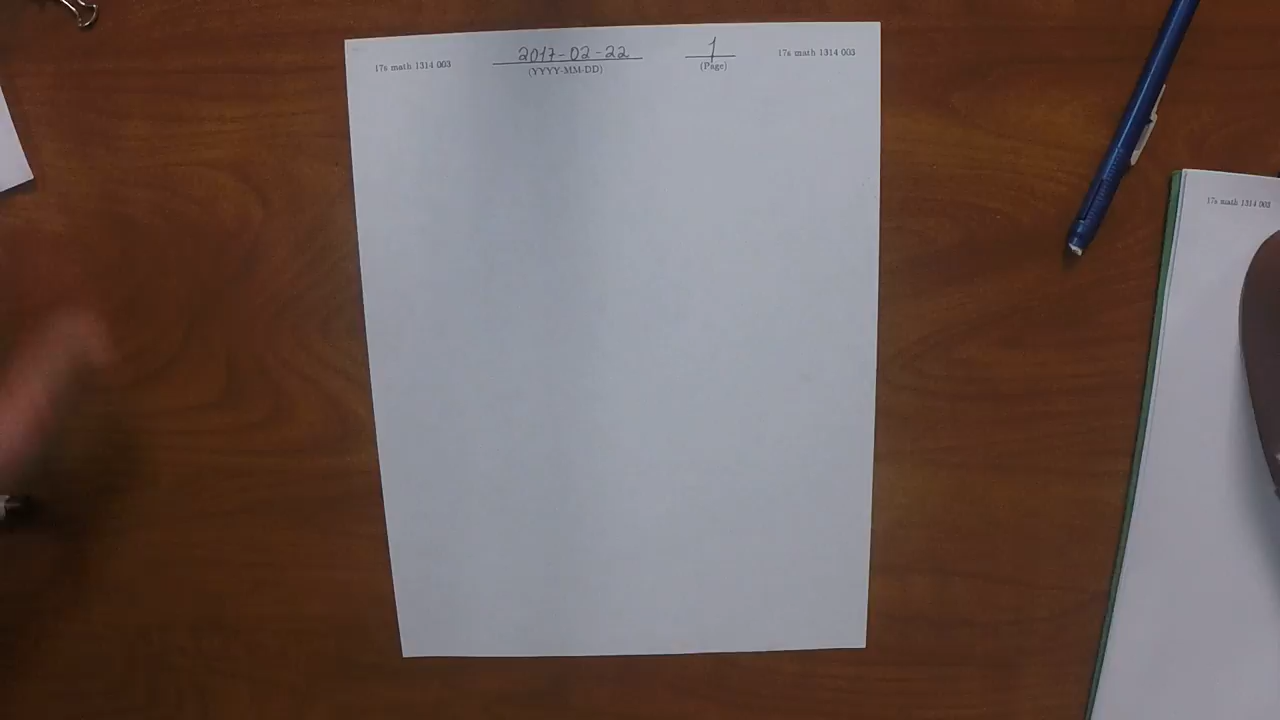 17s math 1314 003 2017-02-22 1 17s math 1314 003
(YYYY-MM-DD) (Page)
17s math 1314 003